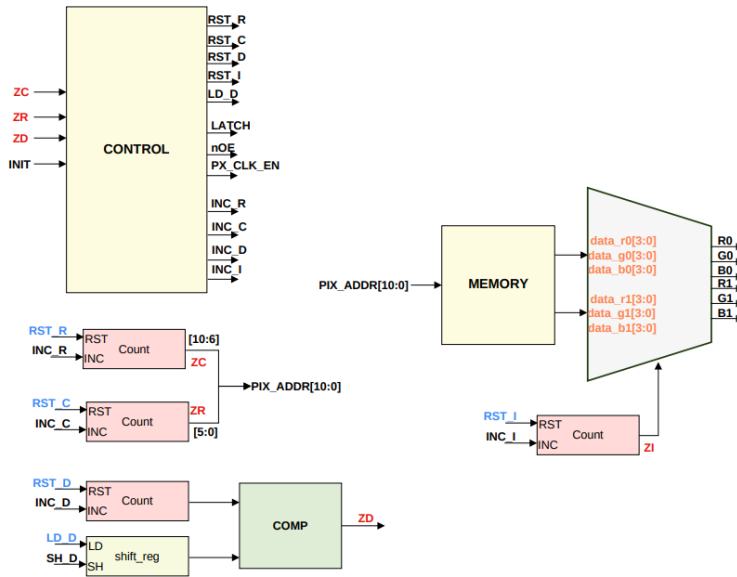 RST_R
RST_C
RST_D
RST_I
LD_D
ZC
ZR
ZD
INIT
CONTROL
LATCH
nOE
PX_CLK_EN
INC_R
INC_C
INC_D
INC_I
PIX_ADDR[10:0]
MEMORY
data_r0[3:0]
data_g0[3:0]
data_b0[3:0]
data_r1[3:0]
data_g1[3:0]
data_b1[3:0]
R0
G0
B0
R1
G1
B1
RST_R
INC_R
RST
INC
Count
[10:6]
ZC
PIX_ADDR[10:0]
RST_C
INC_C
RST
INC
Count
ZR
[5:0]
RST_I
INC_I
RST
INC
Count
ZI
RST_D
INC_D
RST
INC
Count
COMP
ZD
LD_D
SH_D
LD
SH
shift_reg